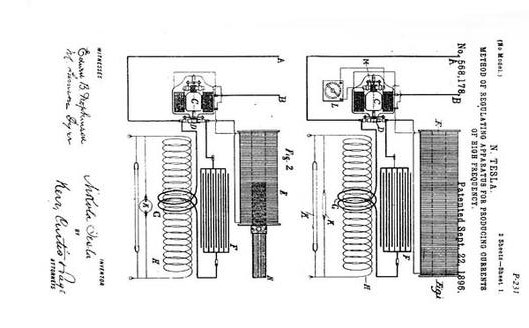 P-231
(No Model.)
2 Sheets—Sheet 1.
N. TESLA.
METHOD OF REGULATING APPARATUS FOR PRODUCING CURRENTS
OF HIGH FREQUENCY.
No. 568,178.
Patented Sept. 22, 1896.
Fig 1
A
B
M
L
C
D
E
F
G
K
H
Fig. 2
A
B
C
D
E
N
F
G
K
H
WITNESSES
Edwin B. Hopkinson
M. Lawson Dyer
Nikola Tesla
INVENTOR
BY
Kerr, Curtis & Page
ATTORNEYS